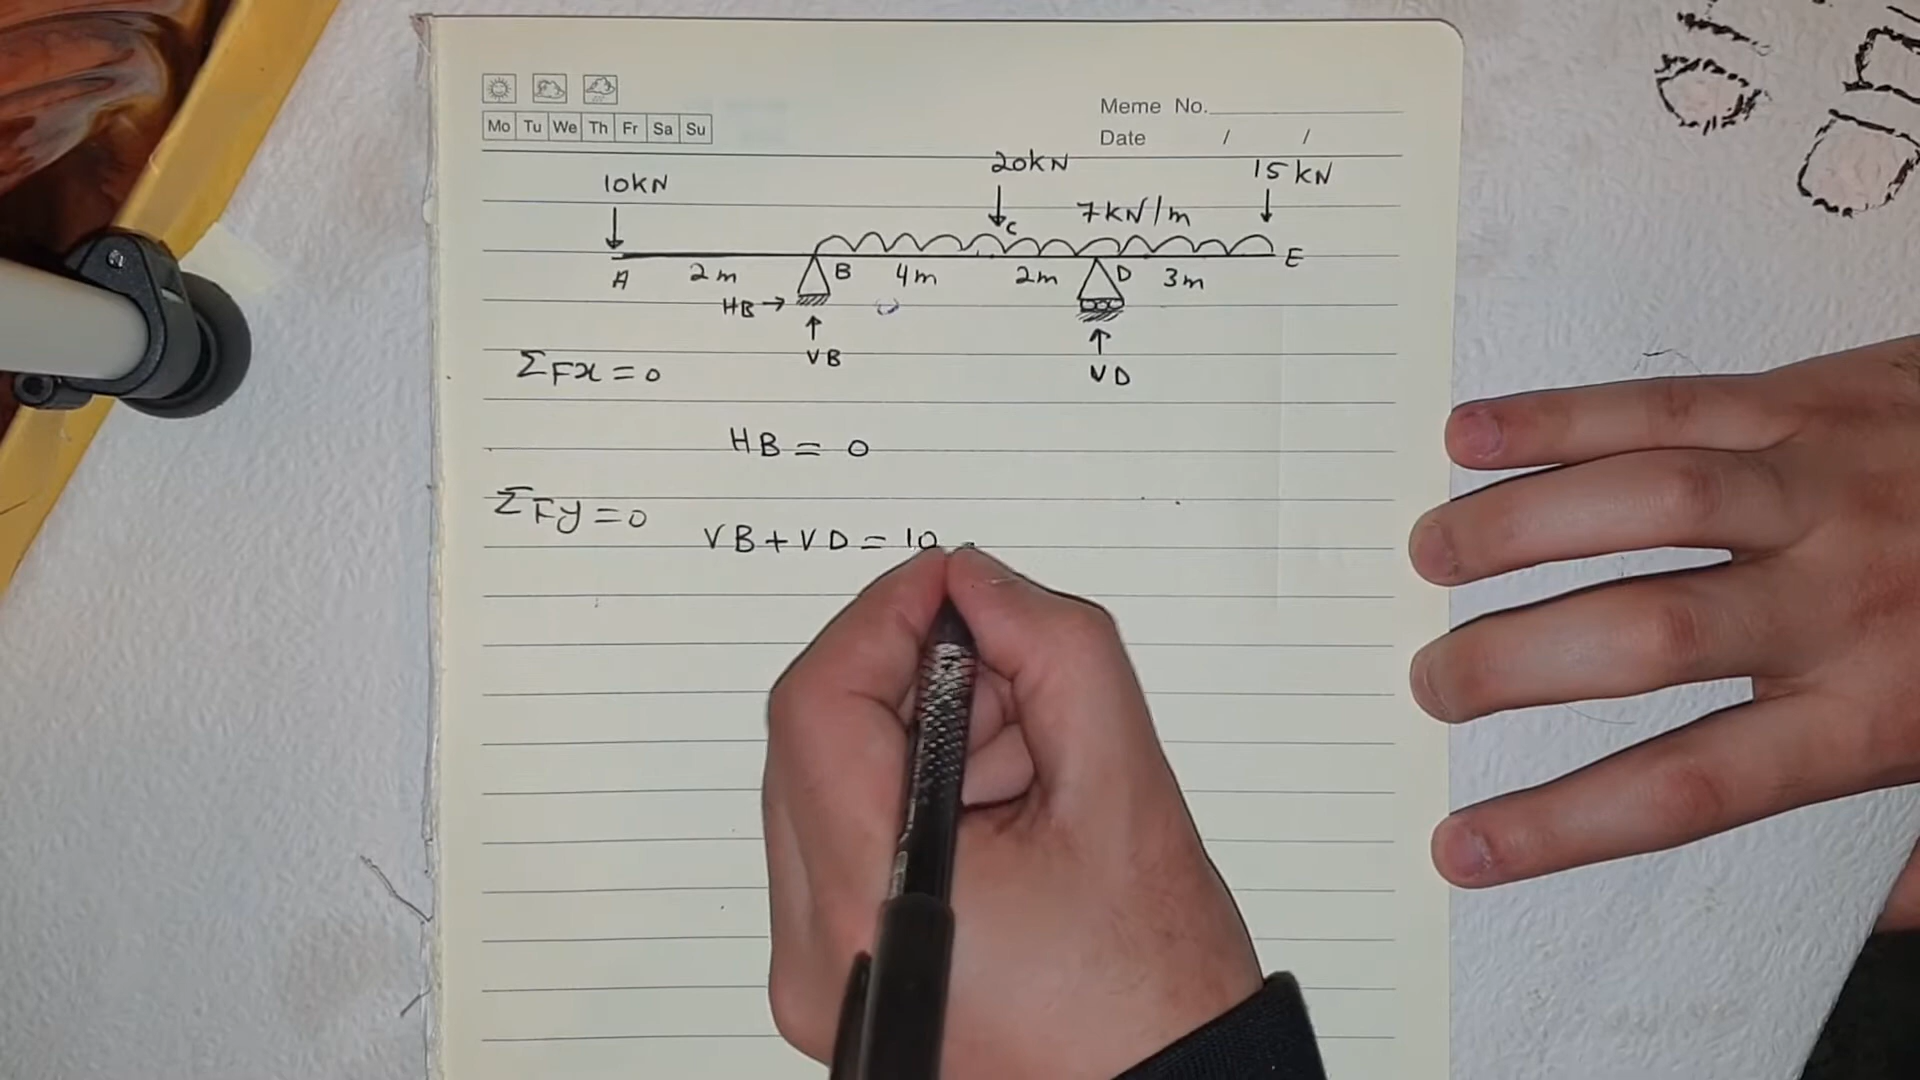 Mo Tu We Th Fr Sa Su
Meme No.
Date / /
10KN
20KN
15 KN
7KN/m
C
A 2m B 4m 2m D 3m E
HB →
VB
VD
ΣFx = 0
HB = 0
ΣFy = 0
VB + VD = 10